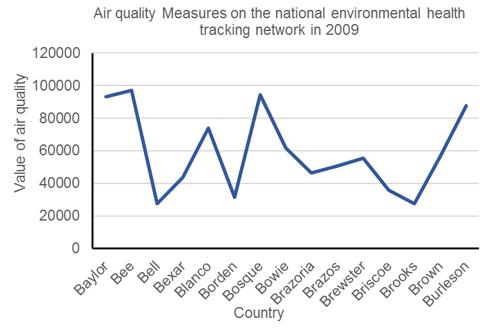 Air quality Measures on the national environmental health
tracking network in 2009
Value of air quality
120000
100000
80000
60000
40000
20000
0
Baylor
Bee
Bell
Bexar
Blanco
Borden
Bosque
Bowie
Brazoria
Brazos
Brewster
Briscoe
Brooks
Brown
Burleson
Country